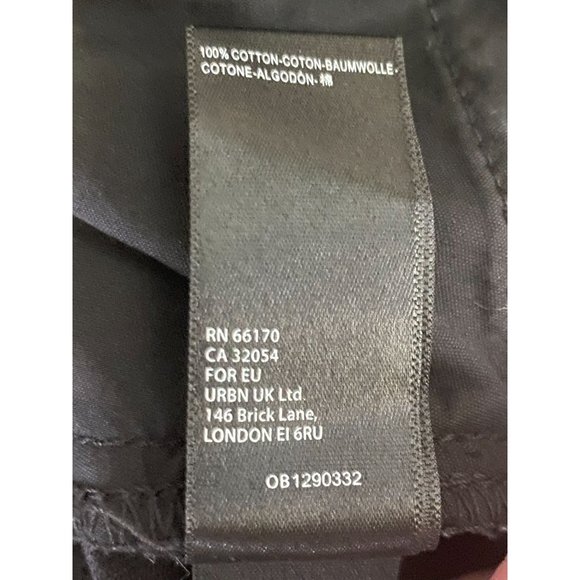 100% COTTON-COTON-BAUMWOLLE-
COTONE-ALGODÓN-棉
RN 66170
CA 32054
FOR EU
URBN UK Ltd.
146 Brick Lane,
LONDON EI 6RU
OB1290332